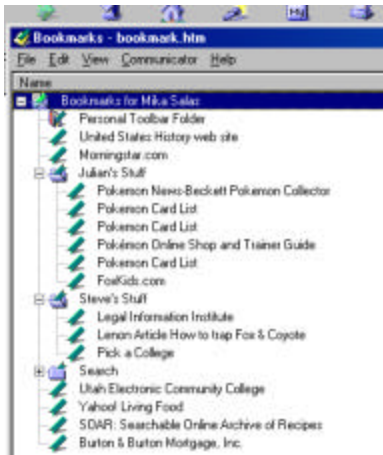 Bookmarks - bookmark.htm
File Edit View Communicator Help
Name
Bookmarks for Mika Salas
Personal Toolbar Folder
United States History web site
Morningstar.com
Julian's Stuff
Pokemon News-Beckett Pokemon Collector
Pokemon Card List
Pokemon Card List
Pokémon Online Shop and Trainer Guide
Pokemon Card List
FoxKids.com
Steve's Stuff
Legal Information Institute
Lenon Article How to trap Fox & Coyote
Pick a College
Search
Utah Electronic Community College
Yahoo! Living Food
SOAR: Searchable Online Archive of Recipes
Burton & Burton Mortgage, Inc.